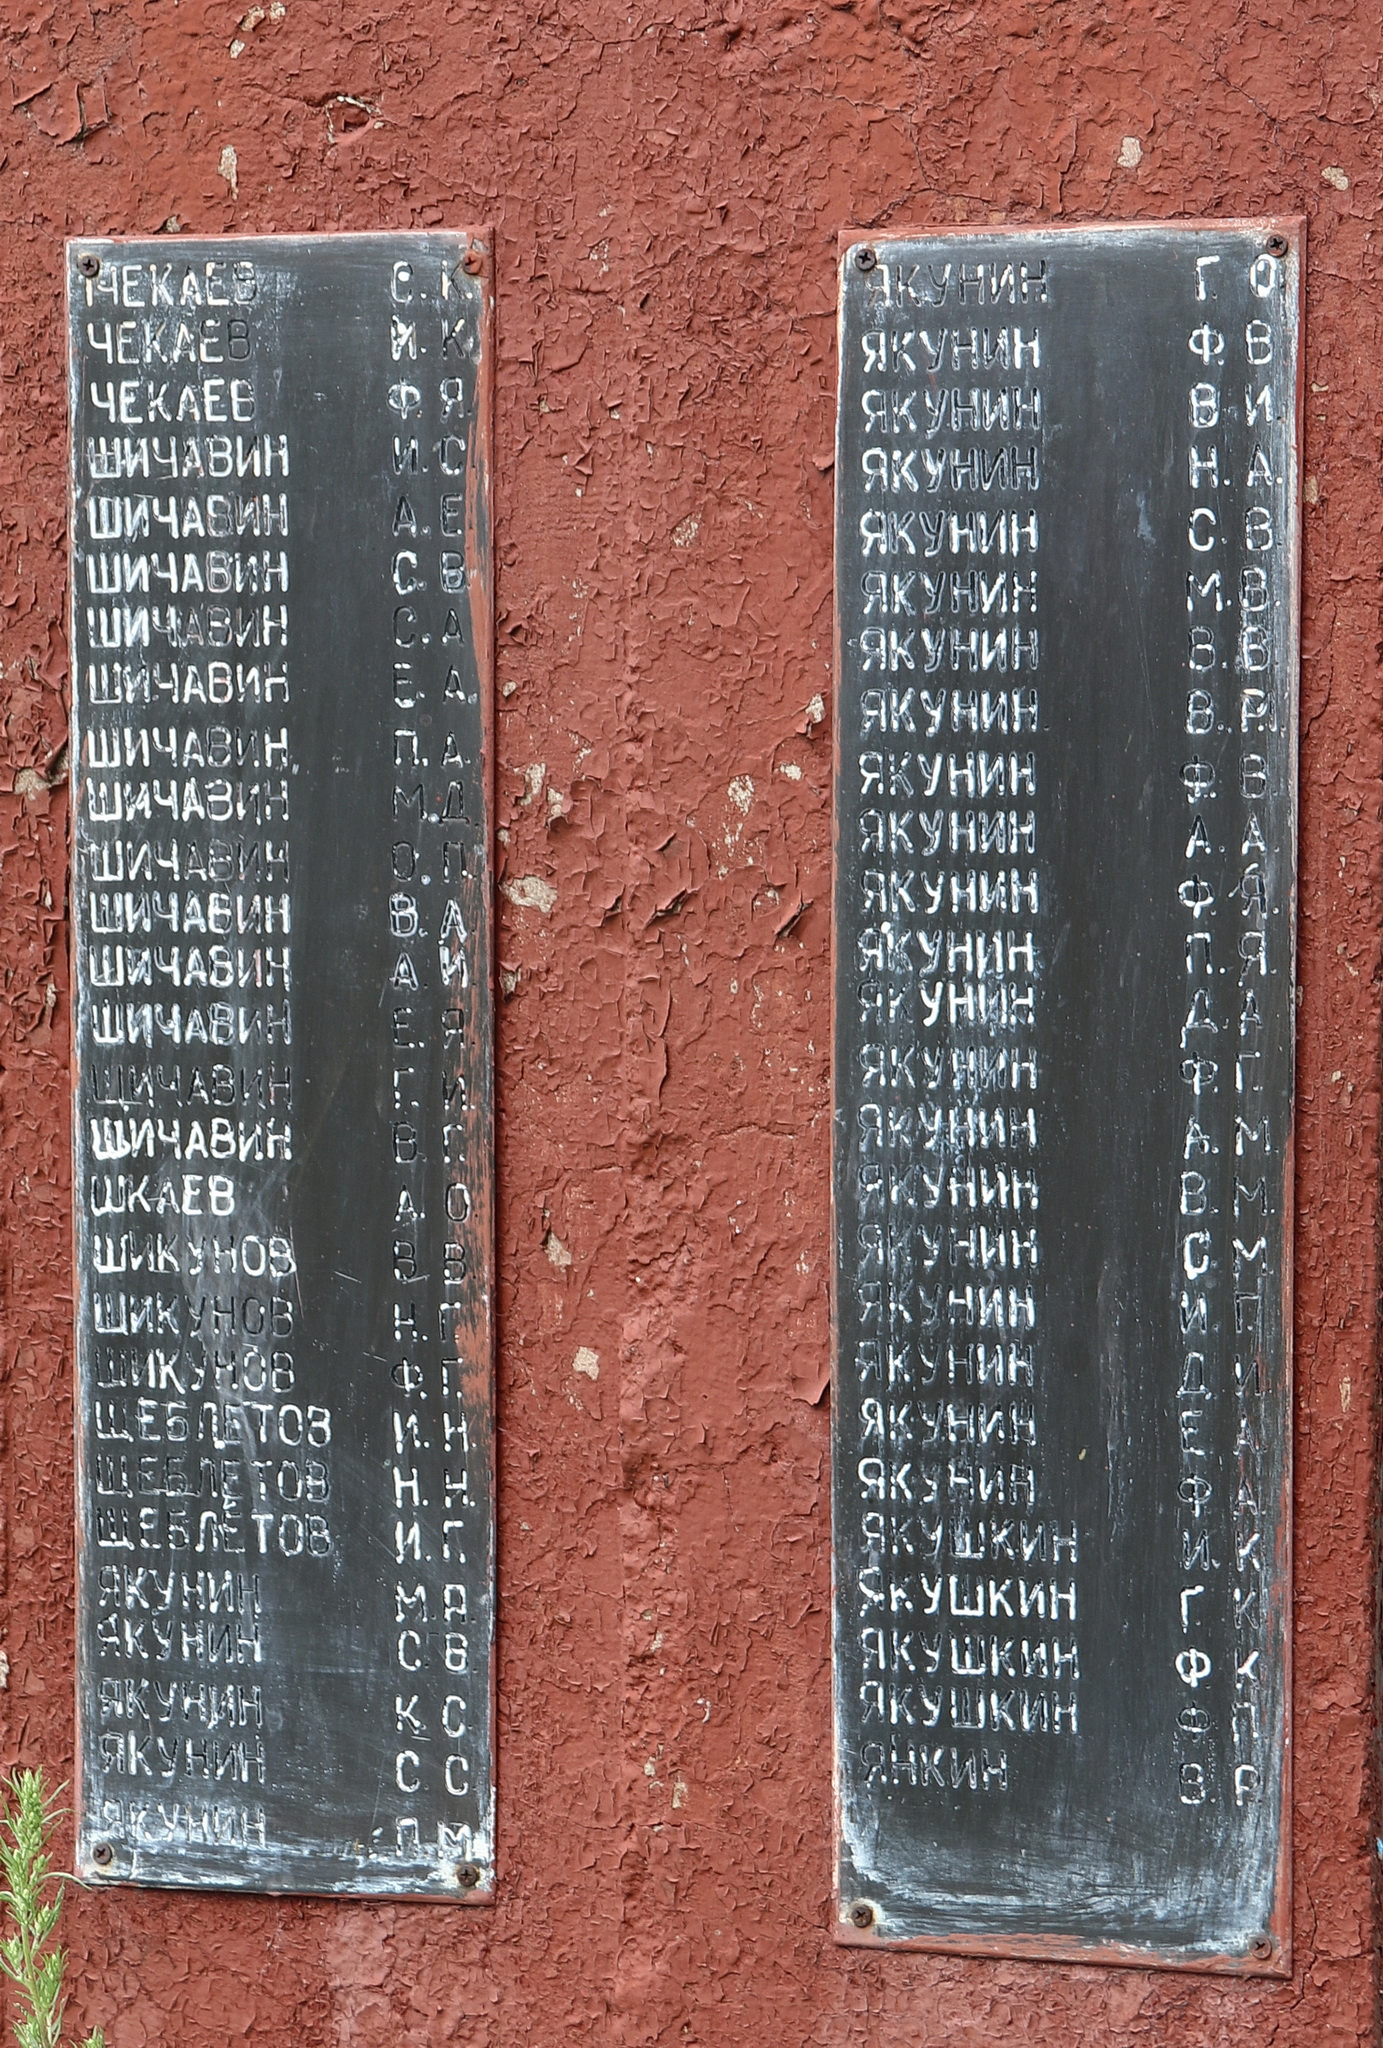 ЧЕКАЕВ С. К.
ЧЕКАЕВ И. К
ЧЕКАЕВ Ф. Я.
ШИЧАВИН И. С
ШИЧАВИН А. Е
ШИЧАВИН С. В
ШИЧАВИН С. А
ШИЧАВИН Е. А.
ШИЧАВИН П. А
ШИЧАВИН М. Д.
ШИЧАВИН О. П.
ШИЧАВИН В. А
ШИЧАВИН А. И
ШИЧАВИН Е. Я.
ШИЧАВИН Г. И.
ШИЧАВИН В. Г.
ШКАЕВ А. О
ШИКУНОВ В. В
ШИКУНОВ Н. Г
ШИКУНОВ Ф. Г.
ЩЕБЛЕТОВ И. Н.
ЩЕБЛЕТОВ Н. Н.
ЩЕБЛЕТОВ И. Г.
ЯКУНИН М. Я
ЯКУНИН С. В
ЯКУНИН К. С
ЯКУНИН С С
ЯКУНИН П. М
ЯКУНИН Г. О
ЯКУНИН Ф. В
ЯКУНИН В И
ЯКУНИН Н. А.
ЯКУНИН С. В
ЯКУНИН М. В.
ЯКУНИН В. В
ЯКУНИН В. Р.
ЯКУНИН Ф. В
ЯКУНИН А. А.
ЯКУНИН Ф. Я.
ЯКУНИН П. Я
ЯКУНИН Д. А
ЯКУНИН Ф. Г.
ЯКУНИН А. М
ЯКУНИН В. М
ЯКУНИН С М
ЯКУНИН И. П
ЯКУНИН Д. И
ЯКУНИН Е А
ЯКУНИН Ф А
ЯКУШКИН И. К
ЯКУШКИН Г К
ЯКУШКИН Ф К
ЯКУШКИН Ф П
ЯНКИН В. Р